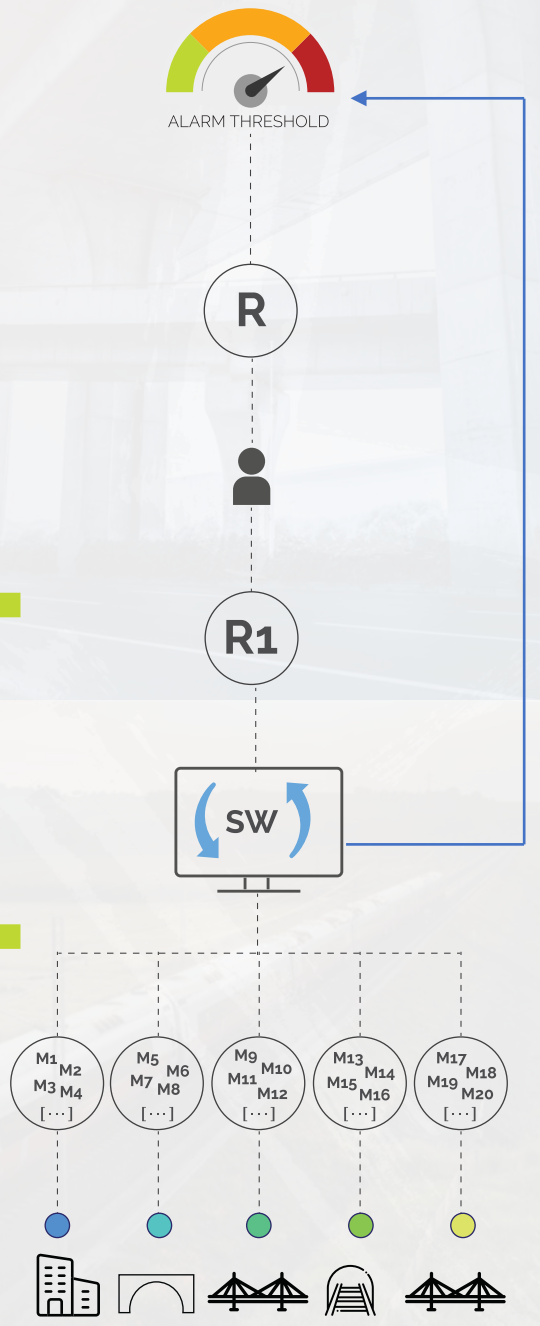 ALARM THRESHOLD
R
R1
SW
M1
M2
M3 M4
[...]
M5
M6
M7 M8
[...]
M9
M10
M11
M12
[...]
M13
M14
M15
M16
[...]
M17
M18
M19
M20
[...]